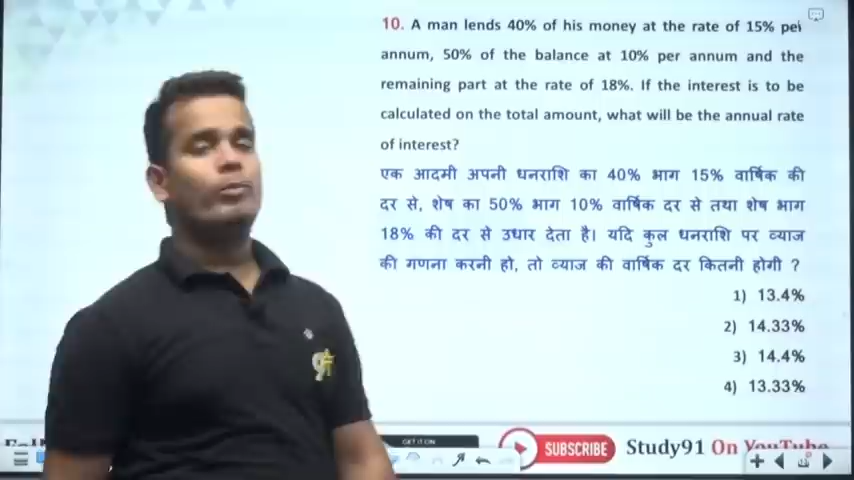 10. A man lends 40% of his money at the rate of 15% per
annum, 50% of the balance at 10% per annum and the
remaining part at the rate of 18%. If the interest is to be
calculated on the total amount, what will be the annual rate
of interest?
एक आदमी अपनी धनराशि का 40% भाग 15% वार्षिक की
दर से, शेष का 50% भाग 10% वार्षिक दर से तथा शेष भाग
18% की दर से उधार देता है। यदि कुल धनराशि पर व्याज
की गणना करनी हो, तो व्याज की वार्षिक दर कितनी होगी ?
1) 13.4%
2) 14.33%
3) 14.4%
4) 13.33%
GET IT ON
SUBSCRIBE
Study91 On YouTube